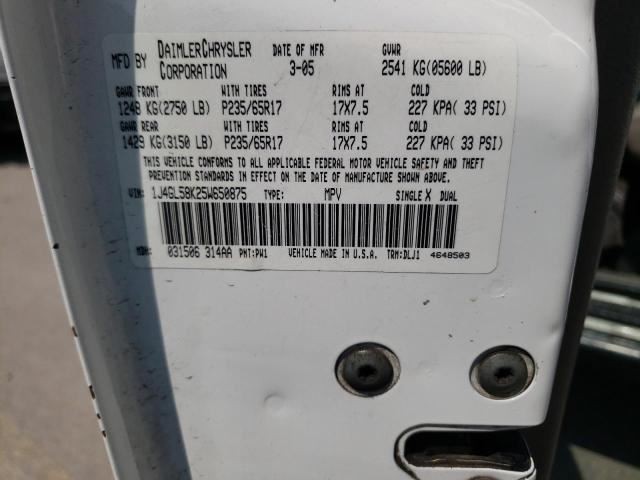 MFD BY DAIMLERCHRYSLER CORPORATION DATE OF MFR 3-05 GVWR 2541 KG(05600 LB)
GAWR FRONT WITH TIRES RIMS AT COLD
1248 KG(2750 LB) P235/65R17 17X7.5 227 KPA( 33 PSI)
GAWR REAR WITH TIRES RIMS AT COLD
1429 KG(3150 LB) P235/65R17 17X7.5 227 KPA( 33 PSI)
THIS VEHICLE CONFORMS TO ALL APPLICABLE FEDERAL MOTOR VEHICLE SAFETY AND THEFT
PREVENTION STANDARDS IN EFFECT ON THE DATE OF MANUFACTURE SHOWN ABOVE.
VIN: 1J4GL58K25W650875 TYPE: MPV SINGLE X DUAL
MDH: 031506 314AA PNT:PW1 VEHICLE MADE IN U.S.A. TRM:DLJ1 4648503